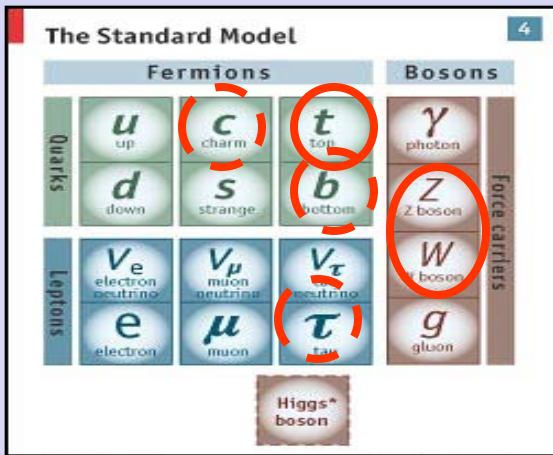 The Standard Model
4
Fermions
Bosons
Quarks
u
up
c
charm
t
top
γ
photon
d
down
s
strange
b
bottom
Z
Z boson
Force carriers
Leptons
Ve
electron
neutrino
Vμ
muon
neutrino
Vτ
neutrino
W
boson
e
electron
μ
muon
τ
tau
g
gluon
Higgs*
boson